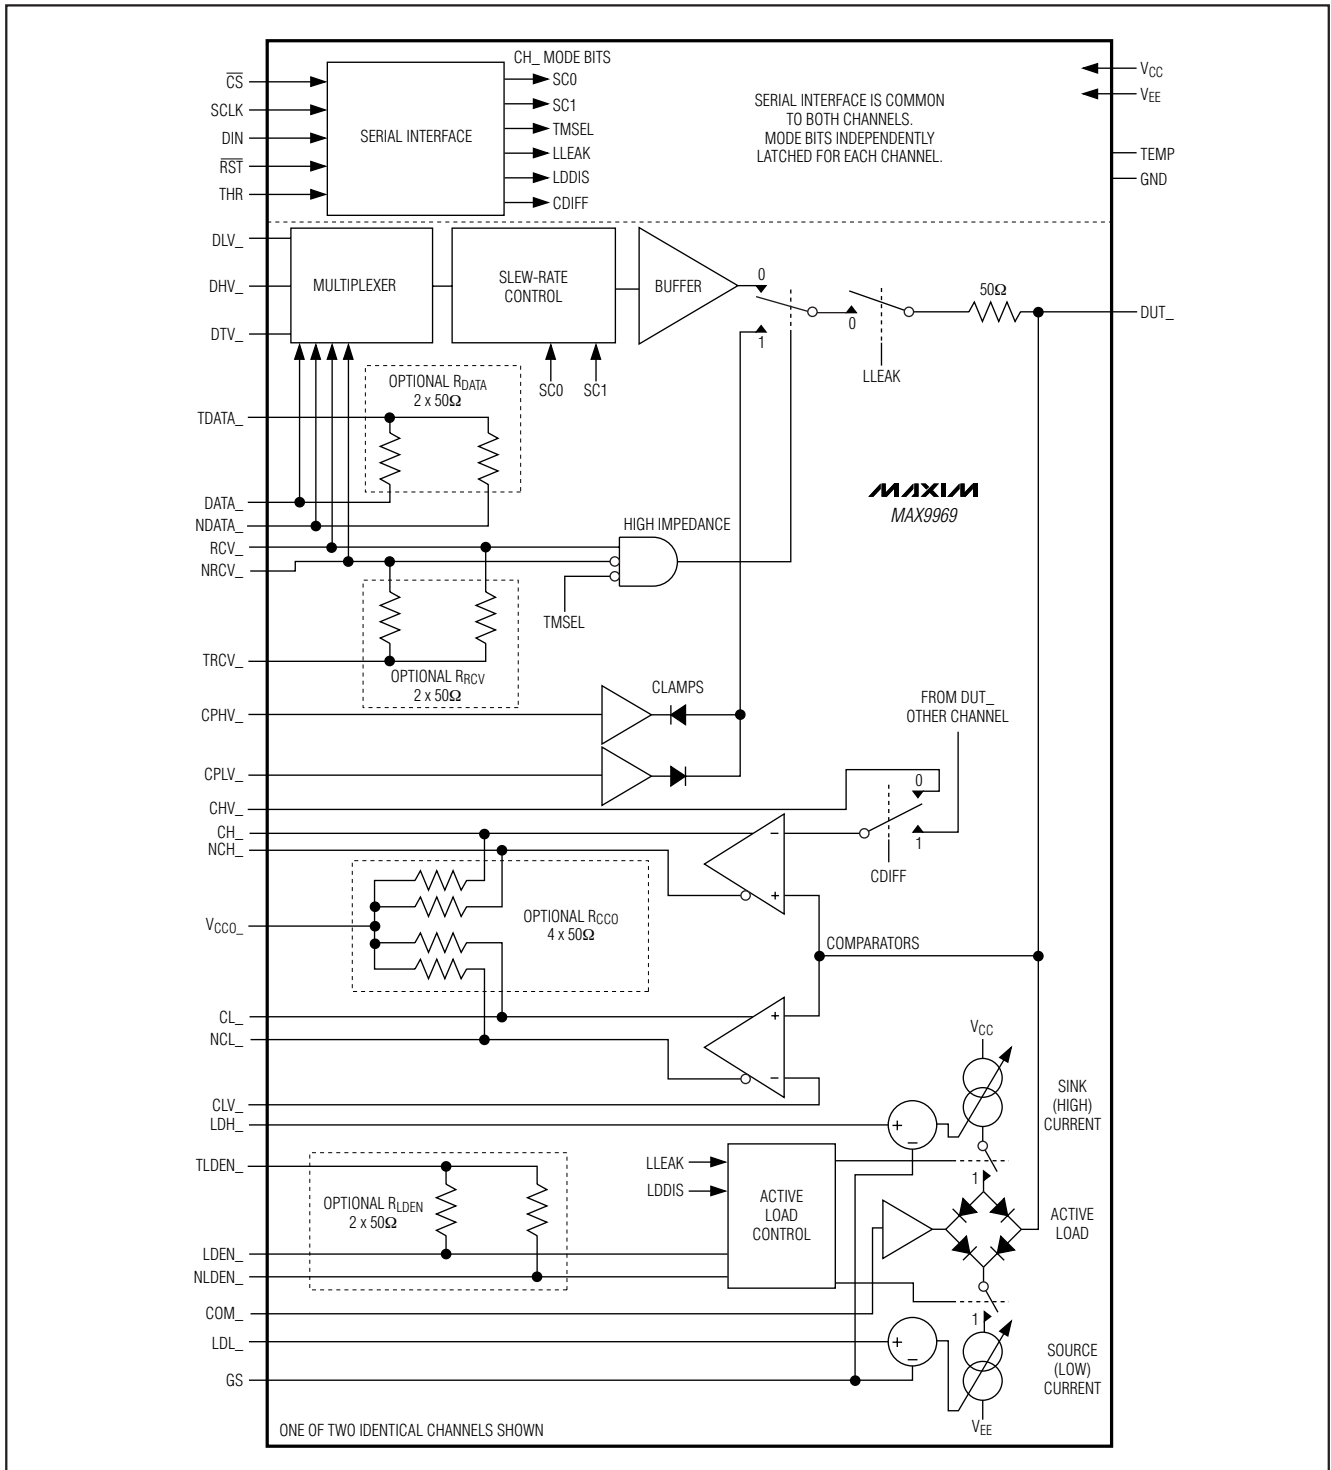 CH_ MODE BITS
CS
SCLK
DIN
RST
THR
SERIAL INTERFACE
SC0
SC1
TMSEL
LLEAK
LDDIS
CDIFF
SERIAL INTERFACE IS COMMON
TO BOTH CHANNELS.
MODE BITS INDEPENDENTLY
LATCHED FOR EACH CHANNEL.
VCC
VEE
TEMP
GND
DLV_
DHV_
DTV_
MULTIPLEXER
SLEW-RATE
CONTROL
SC0
SC1
BUFFER
0
1
0
LLEAK
50Ω
DUT_
OPTIONAL RDATA
2 x 50Ω
TDATA_
DATA_
NDATA_
RCV_
NRCV_
HIGH IMPEDANCE
TMSEL
MAXIM
MAX9969
TRCV_
OPTIONAL RRCV
2 x 50Ω
CPHV_
CLAMPS
CPLV_
FROM DUT_
OTHER CHANNEL
CHV_
CH_
NCH_
0
1
CDIFF
−
+
VCCO_
OPTIONAL RCCO
4 x 50Ω
COMPARATORS
CL_
NCL_
+
−
CLV_
LDH_
+
−
VCC
SINK
(HIGH)
CURRENT
TLDEN_
OPTIONAL RLDEN
2 x 50Ω
LLEAK
LDDIS
ACTIVE
LOAD
CONTROL
1
ACTIVE
LOAD
LDEN_
NLDEN_
COM_
LDL_
GS
+
−
1
SOURCE
(LOW)
CURRENT
VEE
ONE OF TWO IDENTICAL CHANNELS SHOWN